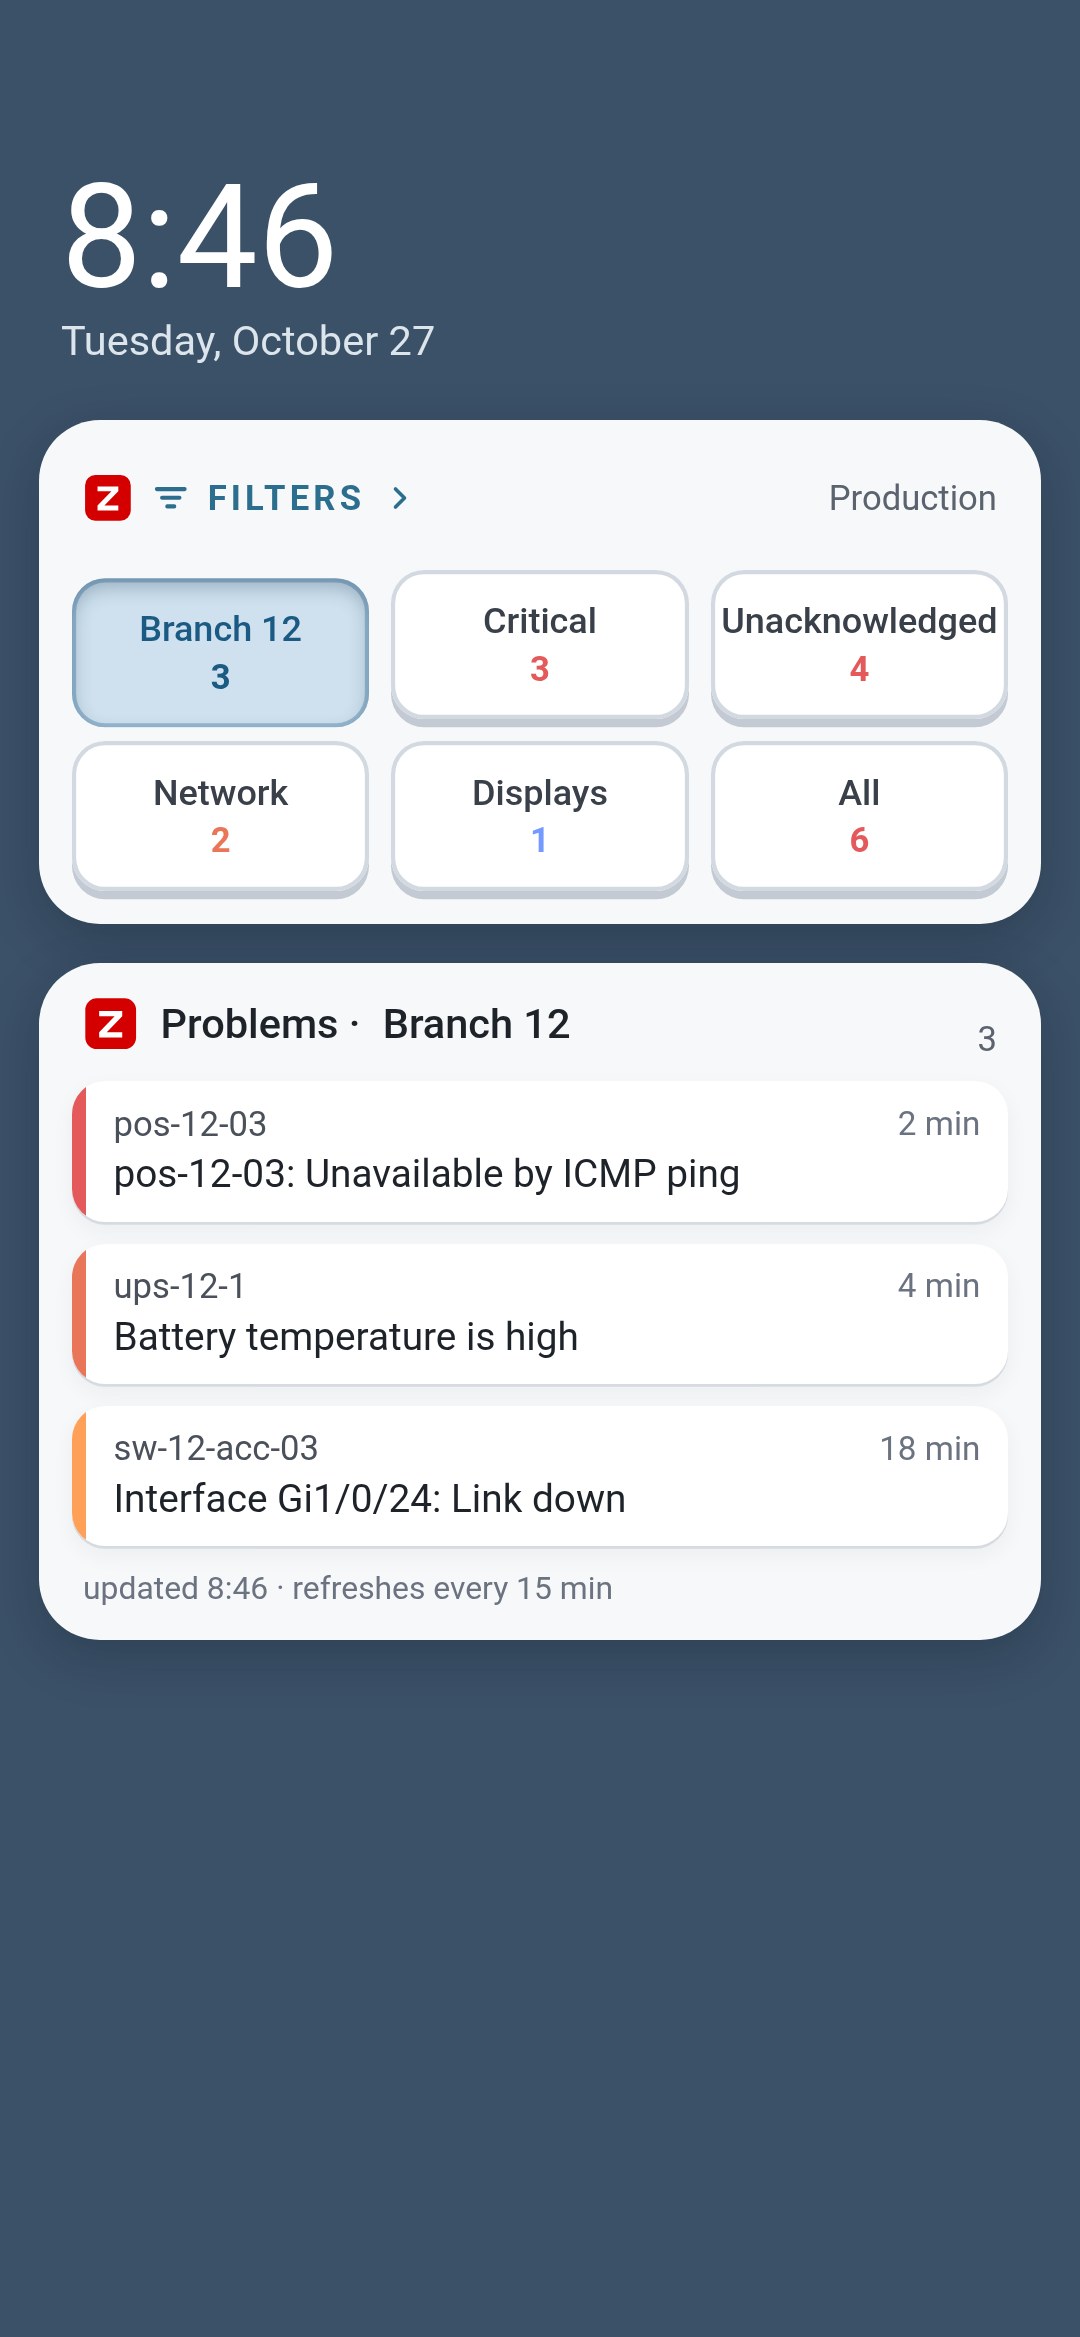 8:46
Tuesday, October 27
Z FILTERS Production
Branch 12
3
Critical
3
Unacknowledged
4
Network
2
Displays
1
All
6
Z Problems · Branch 12 3
pos-12-03 2 min
pos-12-03: Unavailable by ICMP ping
ups-12-1 4 min
Battery temperature is high
sw-12-acc-03 18 min
Interface Gi1/0/24: Link down
updated 8:46 · refreshes every 15 min